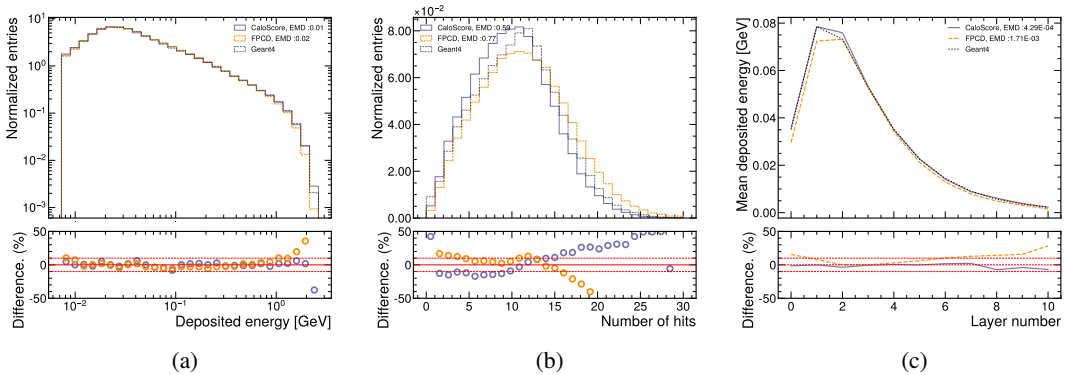 CaloScore, EMD :0.01
FPCD, EMD :0.02
Geant4
Normalized entries
10^1
10^0
10^-1
10^-2
10^-3
Difference. (%)
50
0
50
10^-2
10^-1
10^0
Deposited energy [GeV]
(a)
×10^-2
CaloScore, EMD :0.59
FPCD, EMD :0.77
Geant4
Normalized entries
8.00
6.00
4.00
2.00
0.00
Difference. (%)
50
0
50
0 5 10 15 20 25 30
Number of hits
(b)
CaloScore, EMD :4.29E-04
FPCD, EMD :1.71E-03
Geant4
Mean deposited energy [GeV]
0.08
0.06
0.04
0.02
0.00
Difference. (%)
50
0
50
0 2 4 6 8 10
Layer number
(c)